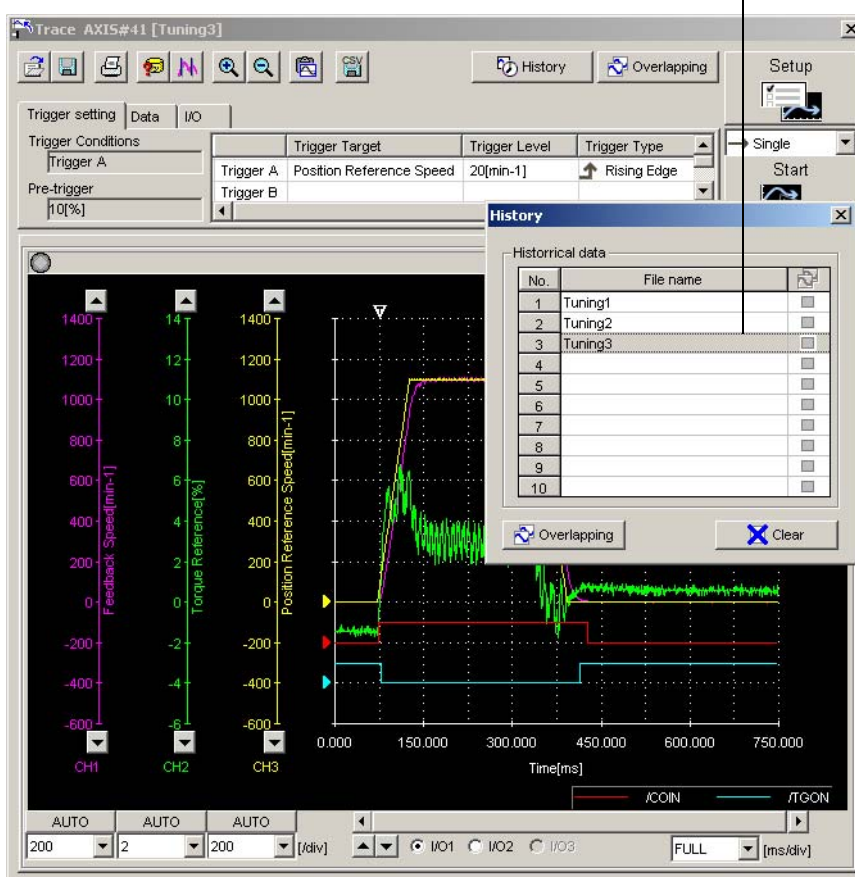 Trace AXIS#41 [Tuning3]
CSV
History
Overlapping
Setup
Trigger setting
Data
I/O
Trigger Conditions
Trigger A
Pre-trigger
10[%]
Trigger Target
Trigger Level
Trigger Type
Trigger A
Position Reference Speed
20[min-1]
Rising Edge
Trigger B
Single
Start
History
Historrical data
No.
File name
1
Tuning1
2
Tuning2
3
Tuning3
4
5
6
7
8
9
10
Overlapping
Clear
T
1400
1200
1000
800
600
400
200
0
-200
-400
-600
Feedback Speed[min-1]
CH1
14
12
10
8
6
4
2
0
-2
-4
-6
Torque Reference[%]
CH2
1400
1200
1000
800
600
400
200
0
-200
-400
-600
Position Reference Speed[min-1]
CH3
0.000
150.000
300.000
450.000
600.000
750.000
Time[ms]
/COIN
/TGON
AUTO
AUTO
AUTO
200
2
200
[/div]
I/O1
I/O2
I/O3
FULL
[ms/div]